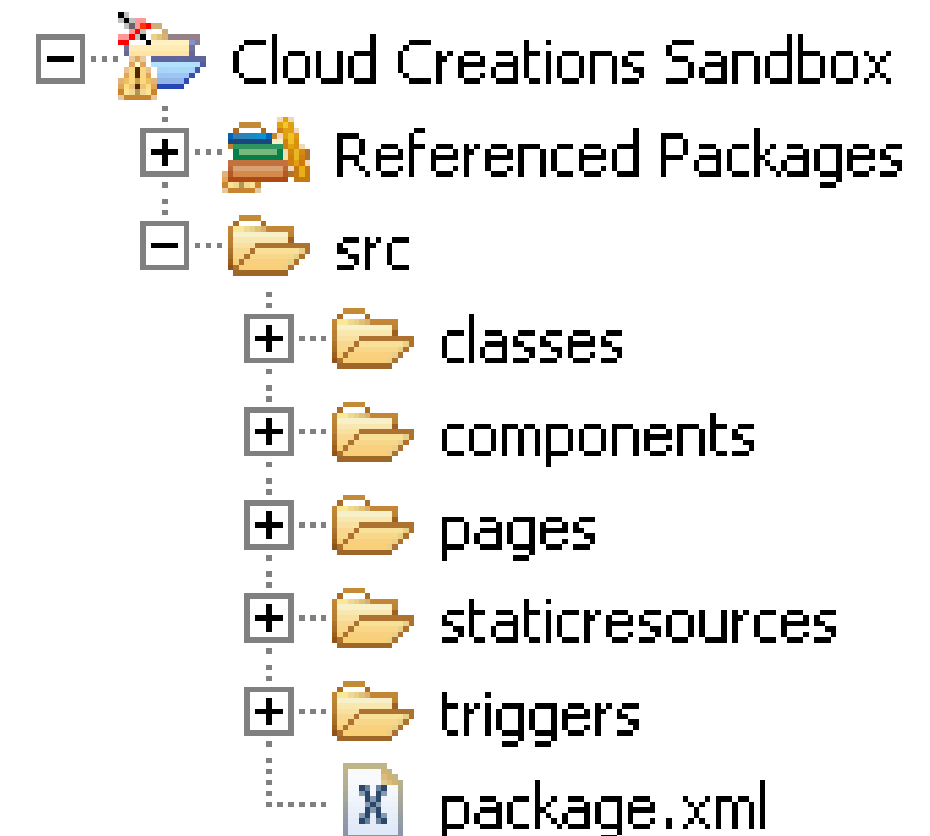 Cloud Creations Sandbox
Referenced Packages
src
classes
components
pages
staticresources
triggers
package.xml